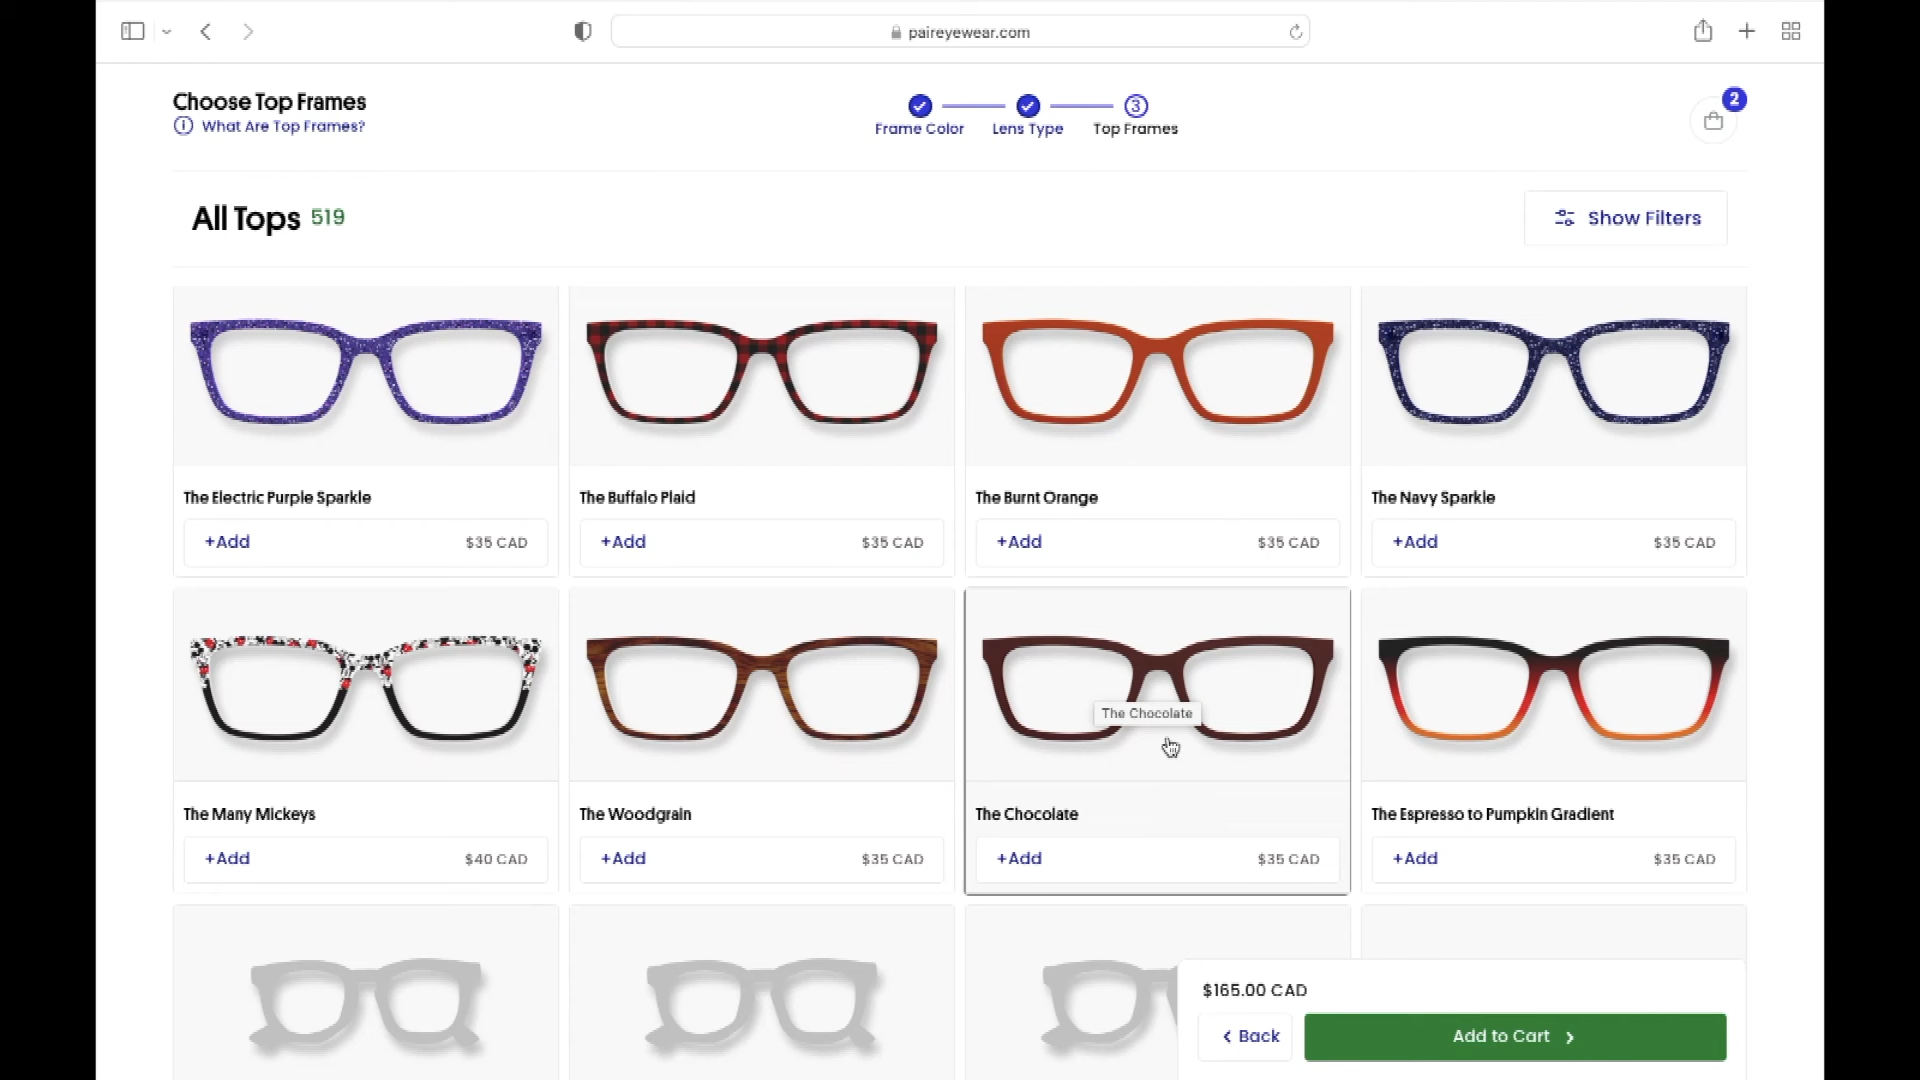 paireyewear.com
Choose Top Frames
What Are Top Frames?
3
Frame Color
Lens Type
Top Frames
2
All Tops 519
Show Filters
The Electric Purple Sparkle
+Add $35 CAD
The Buffalo Plaid
+Add $35 CAD
The Burnt Orange
+Add $35 CAD
The Navy Sparkle
+Add $35 CAD
The Many Mickeys
+Add $40 CAD
The Woodgrain
+Add $35 CAD
The Chocolate
The Chocolate
+Add $35 CAD
The Espresso to Pumpkin Gradient
+Add $35 CAD
$165.00 CAD
Back
Add to Cart